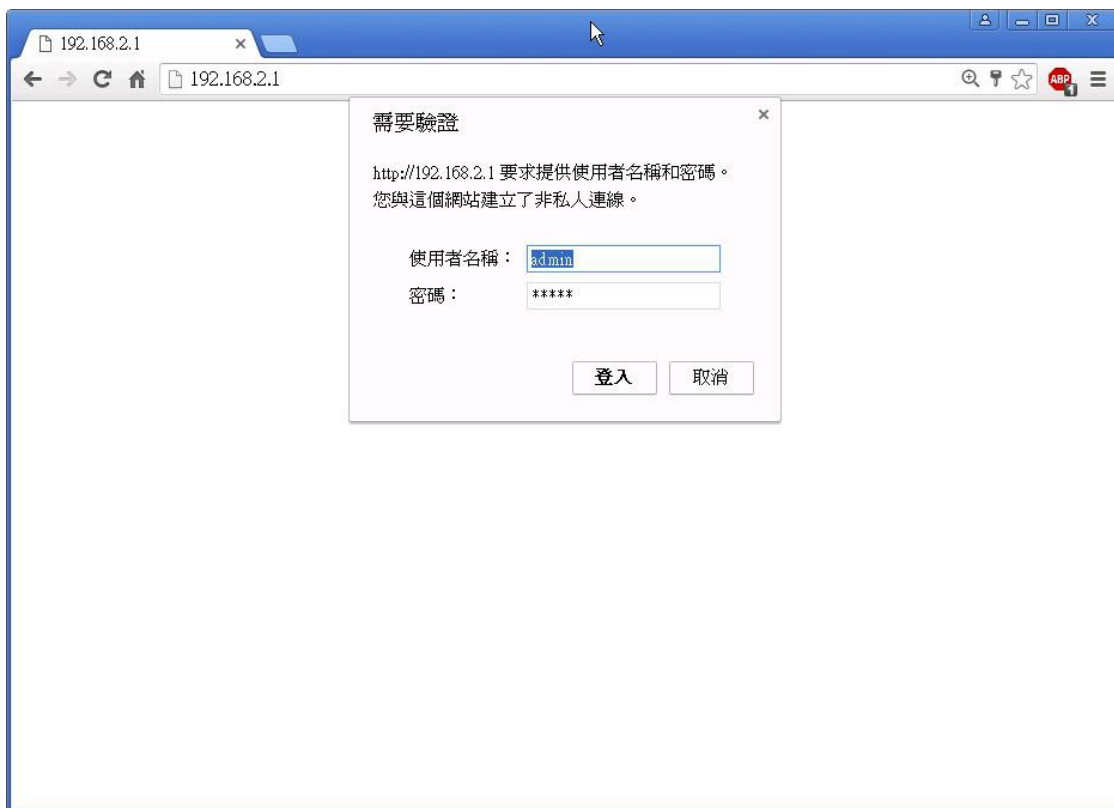 192.168.2.1
192.168.2.1
ABP
1
需要驗證
http://192.168.2.1 要求提供使用者名稱和密碼。
您與這個網站建立了非私人連線。
使用者名稱： admin
密碼： *****
登入 取消